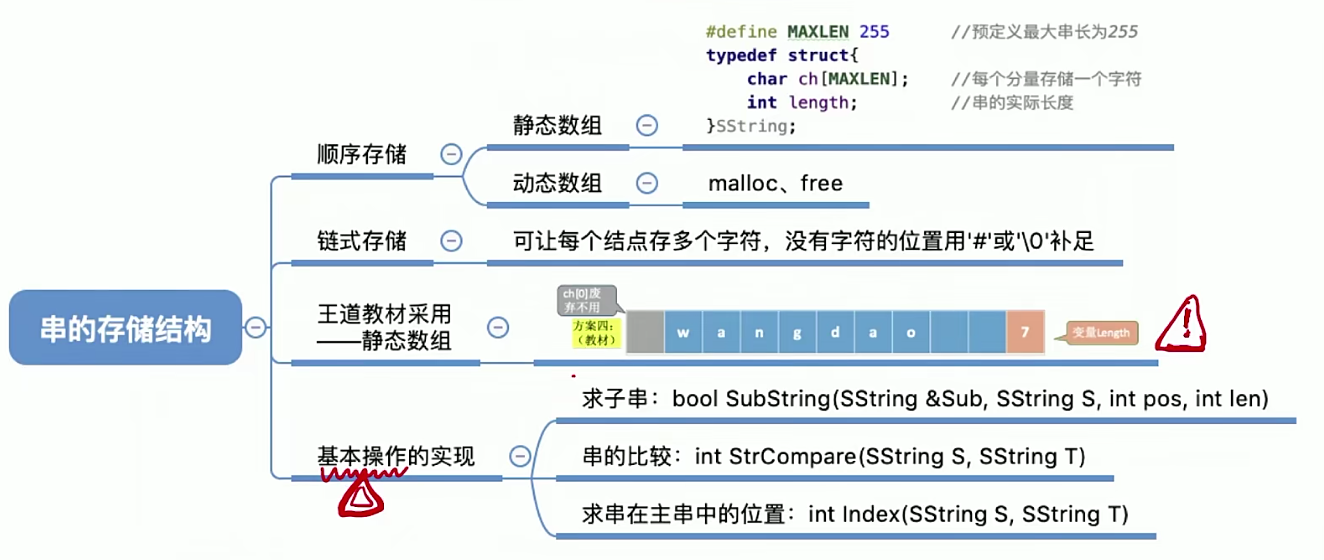 #define MAXLEN 255 //预定义最大串长为255
typedef struct{
char ch[MAXLEN]; //每个分量存储一个字符
int length; //串的实际长度
}SString;
静态数组
顺序存储
动态数组
malloc、free
链式存储
可让每个结点存多个字符，没有字符的位置用'#'或'\0'补足
串的存储结构
王道教材采用
——静态数组
ch[0]废
弃不用
方案四：
（教材）
w a n g d a o 7
变量Length
!
基本操作的实现
求子串：bool SubString(SString &Sub, SString S, int pos, int len)
串的比较：int StrCompare(SString S, SString T)
求串在主串中的位置：int Index(SString S, SString T)